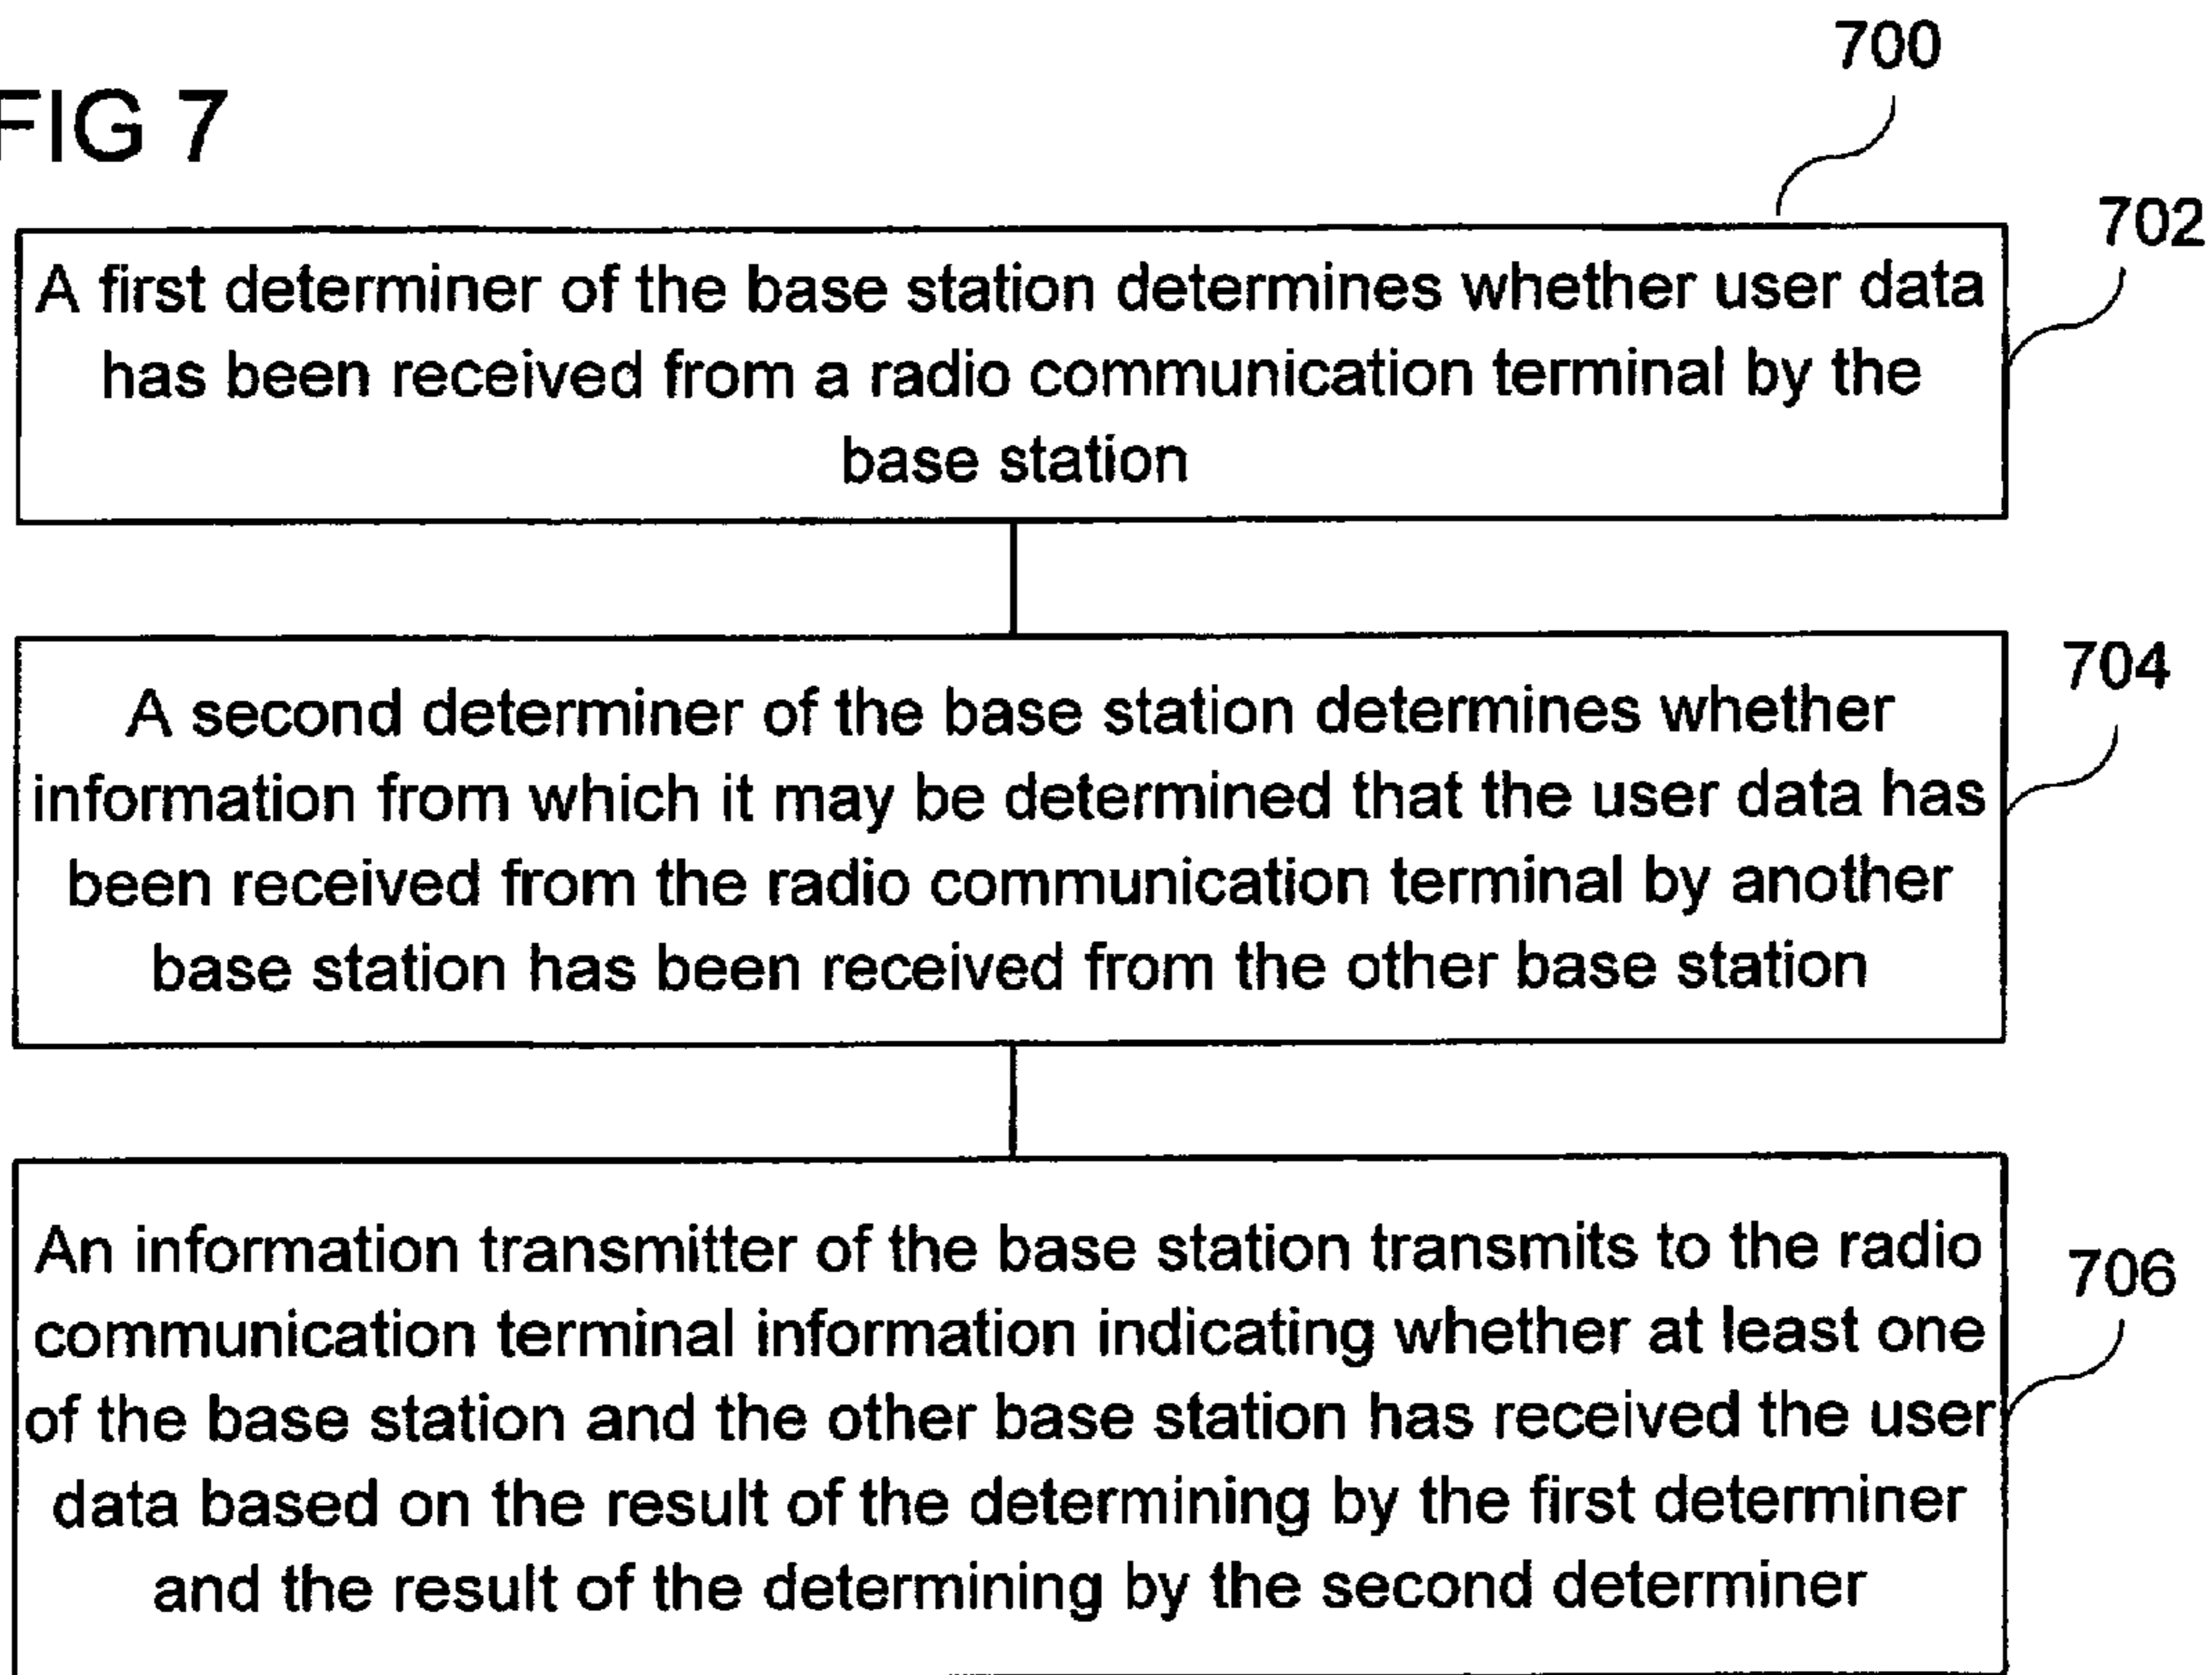 700
FIG 7
702
A first determiner of the base station determines whether user data
has been received from a radio communication terminal by the
base station
704
A second determiner of the base station determines whether
information from which it may be determined that the user data has
been received from the radio communication terminal by another
base station has been received from the other base station
706
An information transmitter of the base station transmits to the radio
communication terminal information indicating whether at least one
of the base station and the other base station has received the user
data based on the result of the determining by the first determiner
and the result of the determining by the second determiner